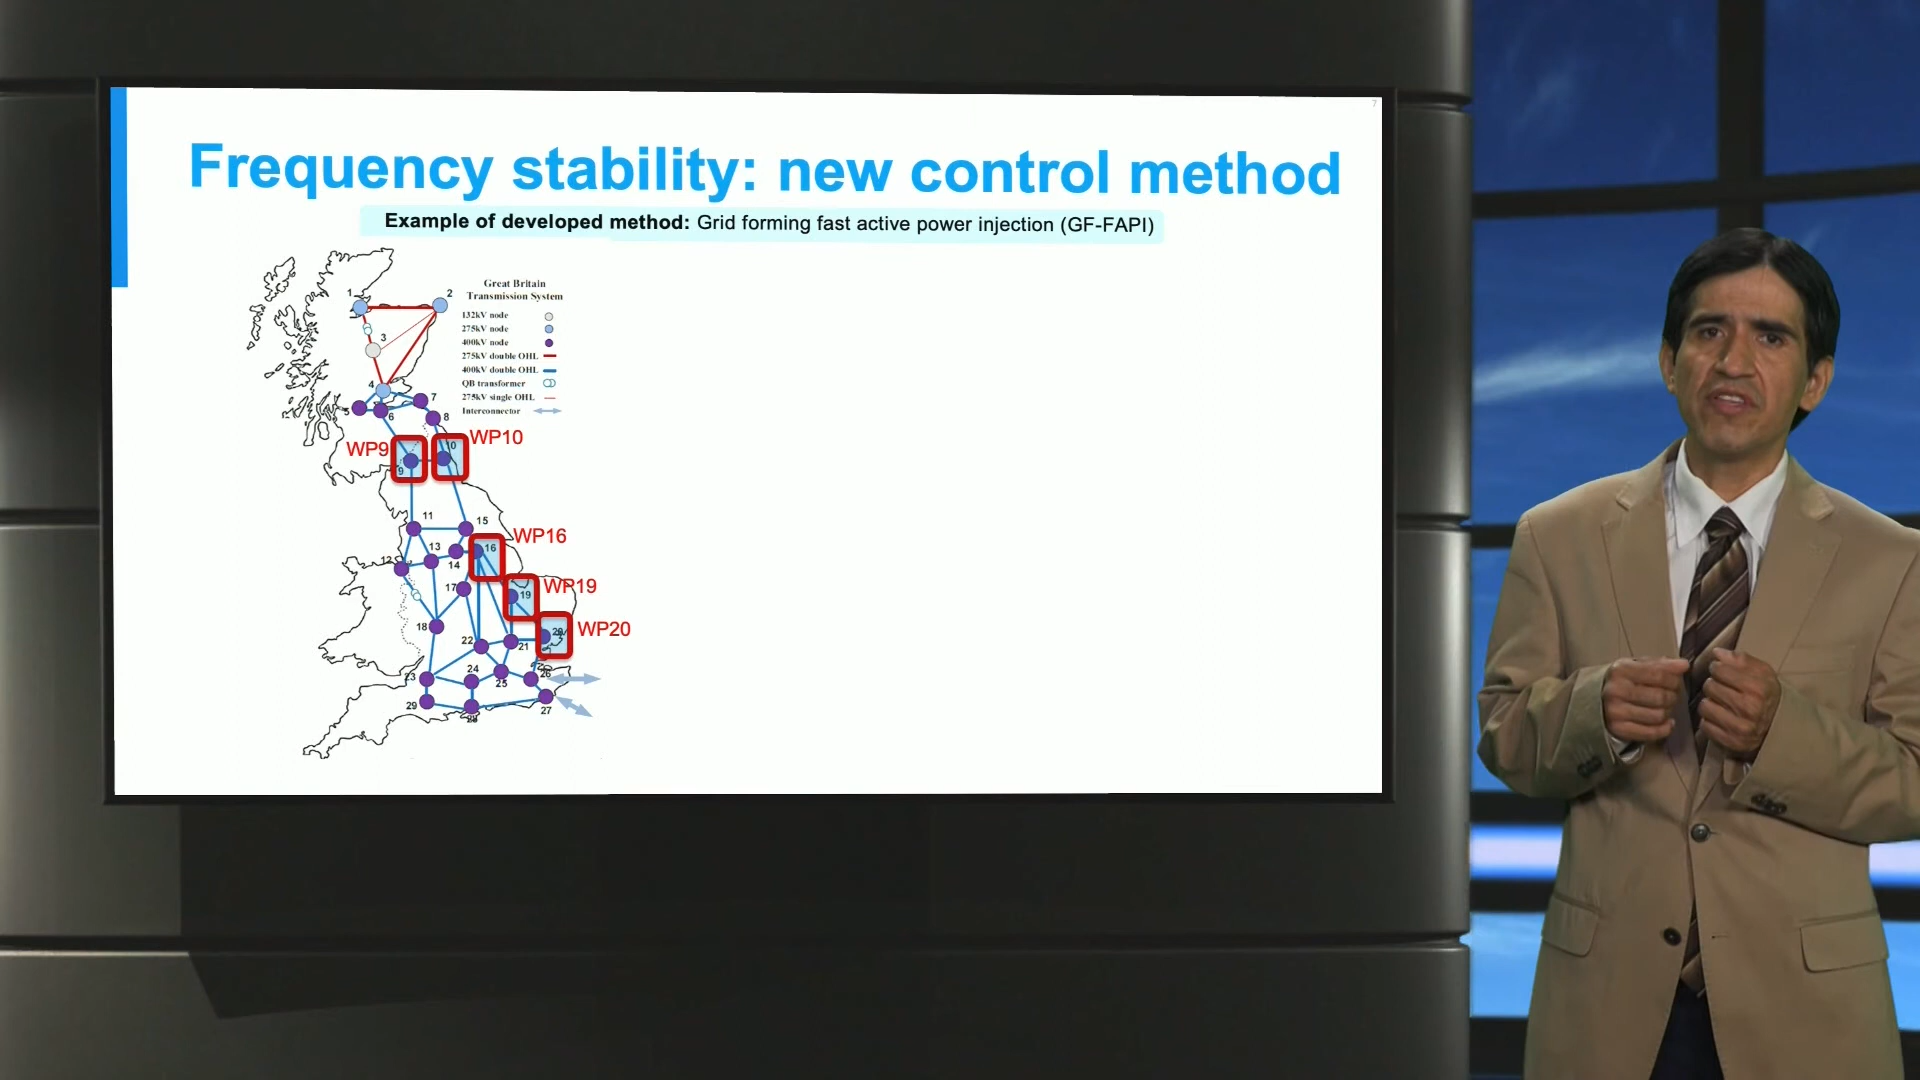 7
Frequency stability: new control method
Example of developed method: Grid forming fast active power injection (GF-FAPI)
Great Britain
Transmission System
132kV node
275kV node
400kV node
275kV double OHL
400kV double OHL
QB transformer
275kV single OHL
Interconnector
1
2
3
4
7
5
6
8
WP9
WP10
9
10
11
15
WP16
12
13
14
16
17
WP19
19
18
WP20
20
22
21
23
24
25
26
29
28
27